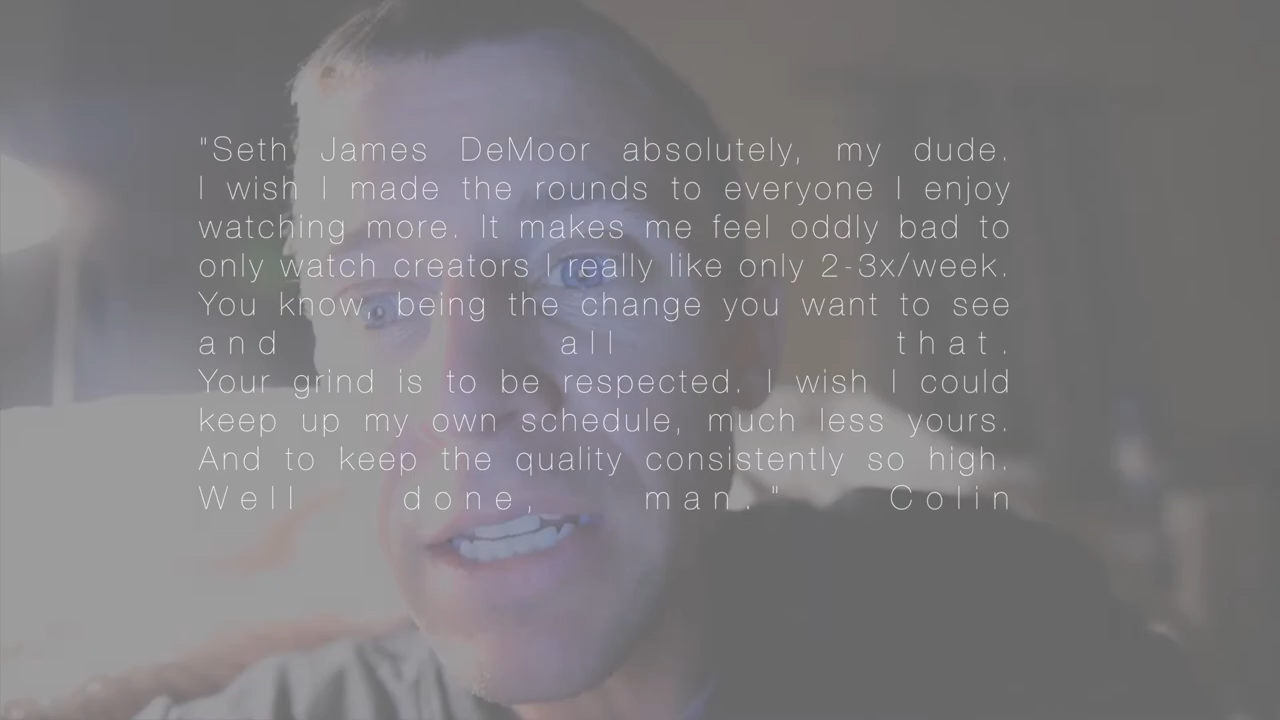 "Seth James DeMoor absolutely, my dude.
I wish I made the rounds to everyone I enjoy
watching more. It makes me feel oddly bad to
only watch creators I really like only 2-3x/week.
You know, being the change you want to see
and all that.
Your grind is to be respected. I wish I could
keep up my own schedule, much less yours.
And to keep the quality consistently so high.
Well done, man." Colin